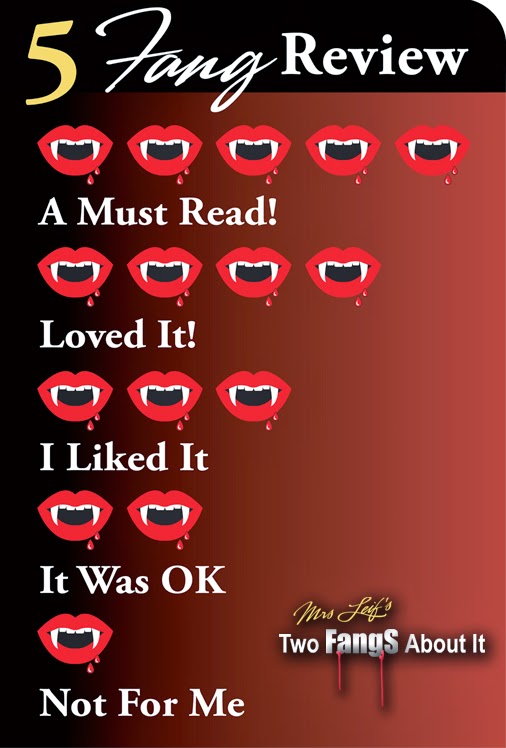 5 Fang Review
A Must Read!
Loved It!
I Liked It
It Was OK
Not For Me
Mrs Leif's
Two FangS About It